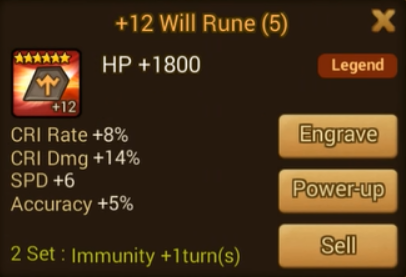 +12 Will Rune (5)
HP +1800
Legend
+12
CRI Rate +8%
CRI Dmg +14%
SPD +6
Accuracy +5%
2 Set : Immunity +1turn(s)
Engrave
Power-up
Sell